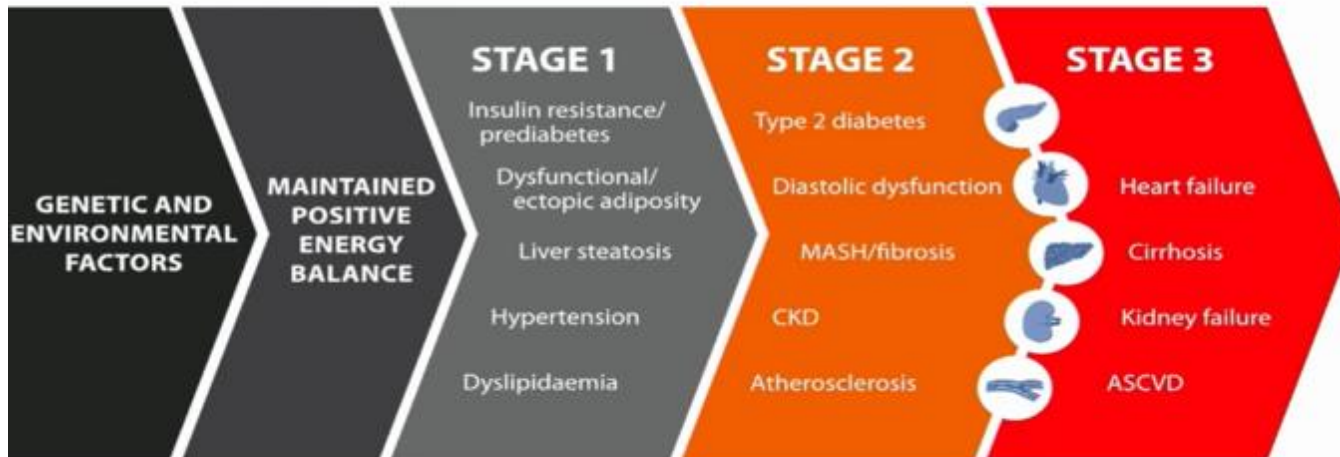 GENETIC AND
ENVIRONMENTAL
FACTORS
MAINTAINED
POSITIVE
ENERGY
BALANCE
STAGE 1
Insulin resistance/
prediabetes
Dysfunctional/
ectopic adiposity
Liver steatosis
Hypertension
Dyslipidaemia
STAGE 2
Type 2 diabetes
Diastolic dysfunction
MASH/fibrosis
CKD
Atherosclerosis
STAGE 3
Heart failure
Cirrhosis
Kidney failure
ASCVD